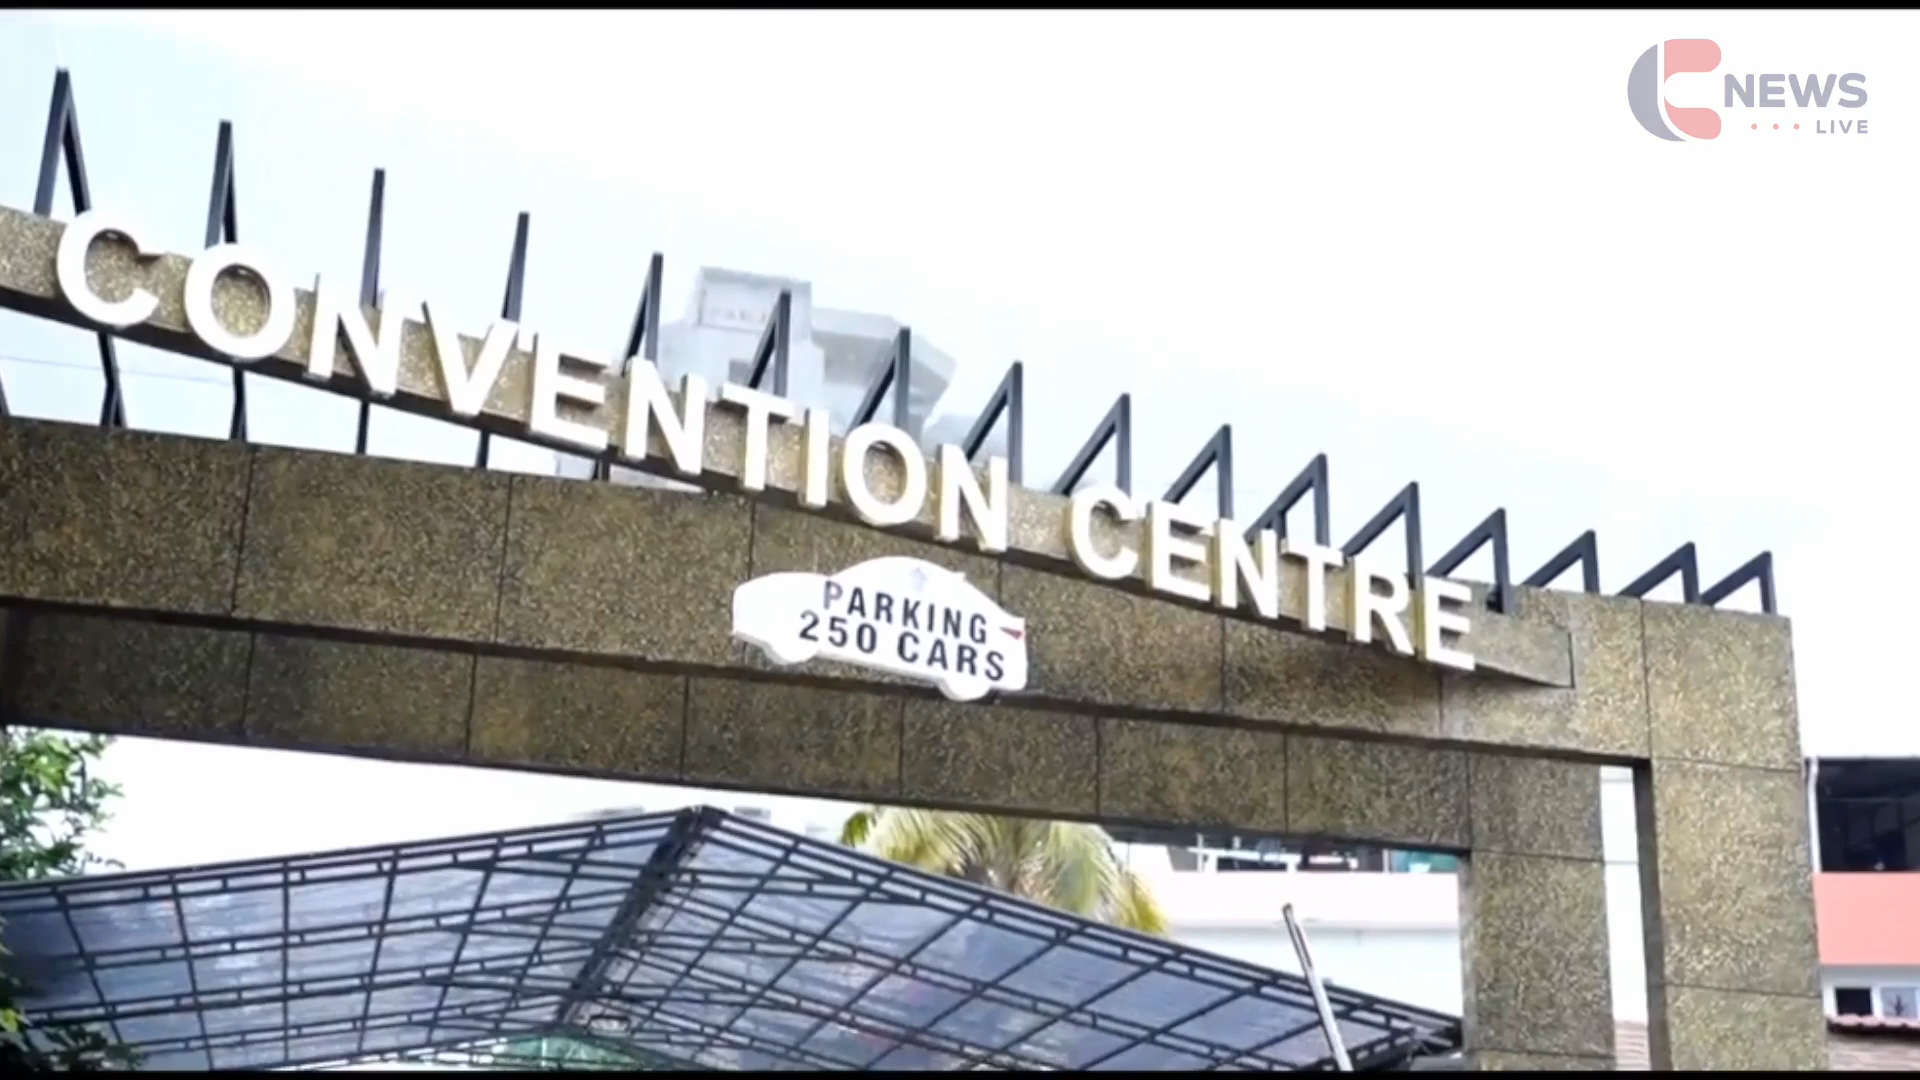 NEWS
LIVE
CONVENTION CENTRE
PARKING
250 CARS